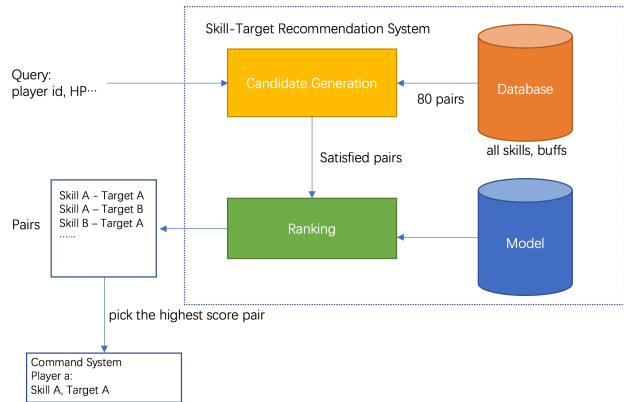 Skill-Target Recommendation System
Query:
player id, HP···
Candidate Generation
80 pairs
Database
all skills, buffs
Satisfied pairs
Skill A - Target A
Skill A – Target B
Skill B – Target A
······
Pairs
Ranking
Model
pick the highest score pair
Command System
Player a:
Skill A, Target A